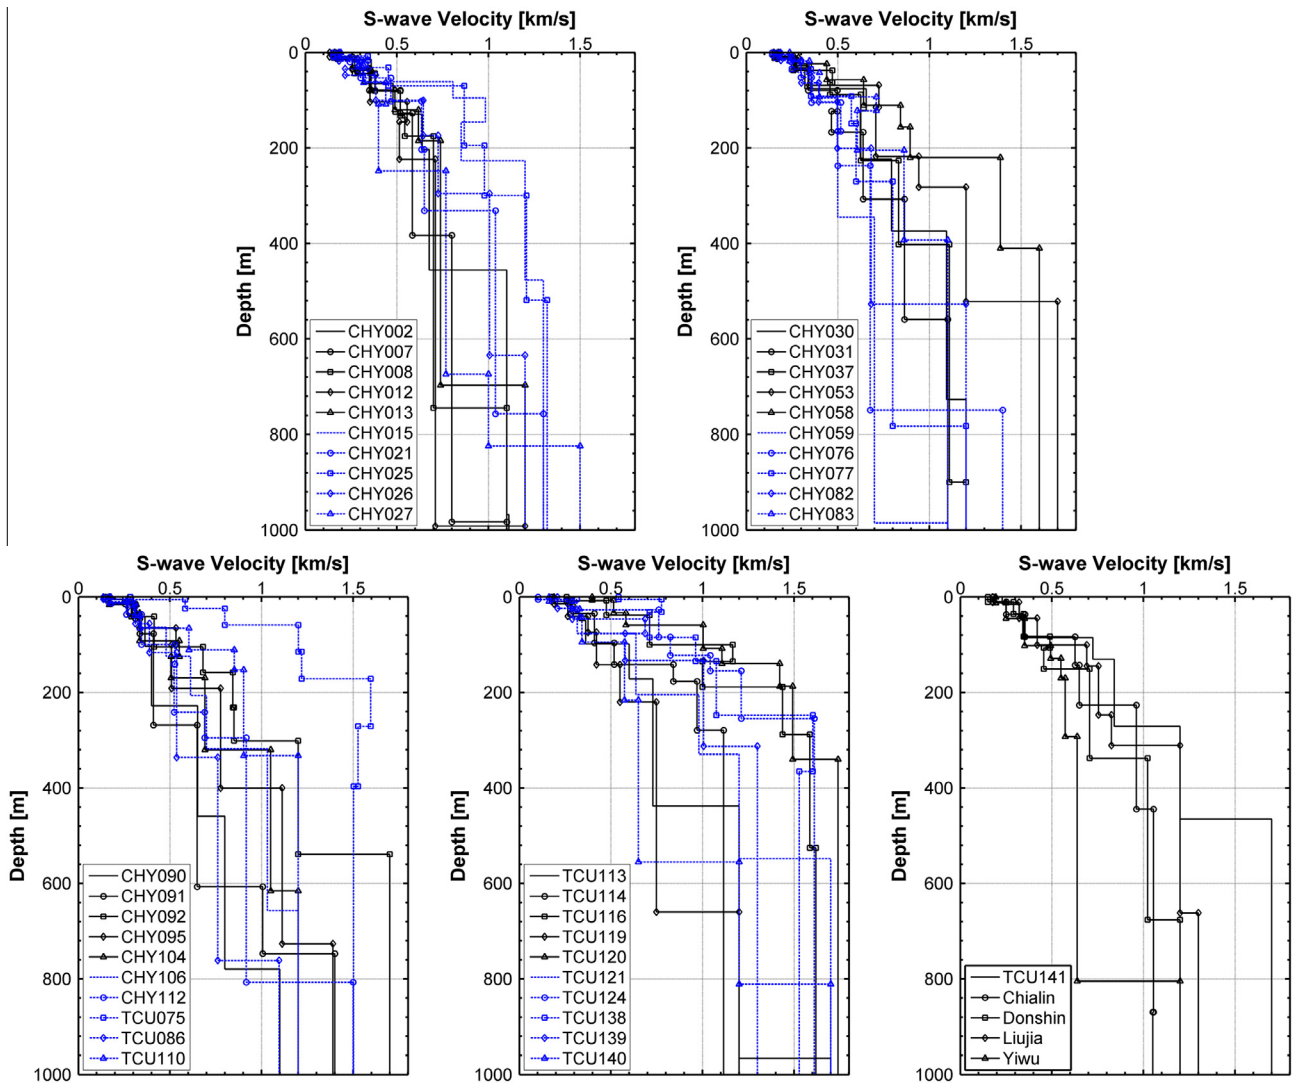 S-wave Velocity [km/s]
0 0.5 1 1.5
0
200
400
600
800
1000
Depth [m]
CHY002
CHY007
CHY008
CHY012
CHY013
CHY015
CHY021
CHY025
CHY026
CHY027
S-wave Velocity [km/s]
0 0.5 1 1.5
0
200
400
600
800
1000
Depth [m]
CHY030
CHY031
CHY037
CHY053
CHY058
CHY059
CHY076
CHY077
CHY082
CHY083
S-wave Velocity [km/s]
0 0.5 1 1.5
0
200
400
600
800
1000
Depth [m]
CHY090
CHY091
CHY092
CHY095
CHY104
CHY106
CHY112
TCU075
TCU086
TCU110
S-wave Velocity [km/s]
0 0.5 1 1.5
0
200
400
600
800
1000
Depth [m]
TCU113
TCU114
TCU116
TCU119
TCU120
TCU121
TCU124
TCU138
TCU139
TCU140
S-wave Velocity [km/s]
0 0.5 1 1.5
0
200
400
600
800
1000
Depth [m]
TCU141
Chialin
Donshin
Liujia
Yiwu